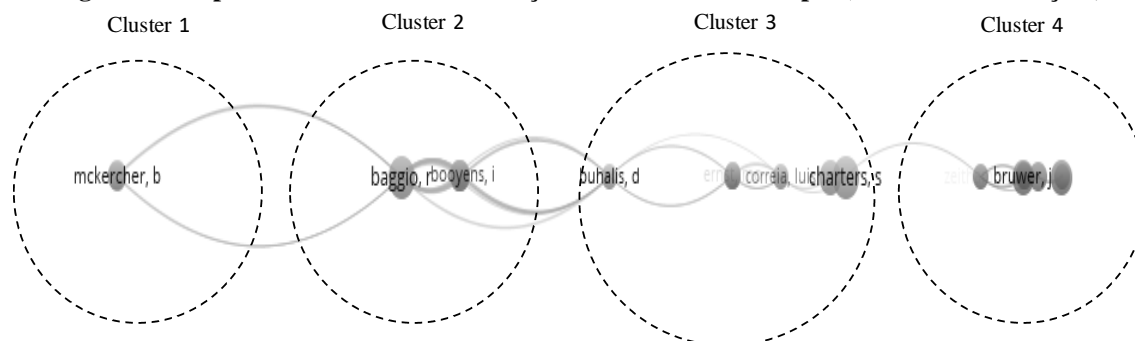 Cluster 1
Cluster 2
Cluster 3
Cluster 4
mckercher, b
baggio, r
booyens, i
buhalis, d
correia, lui
charters, s
bruwer, j